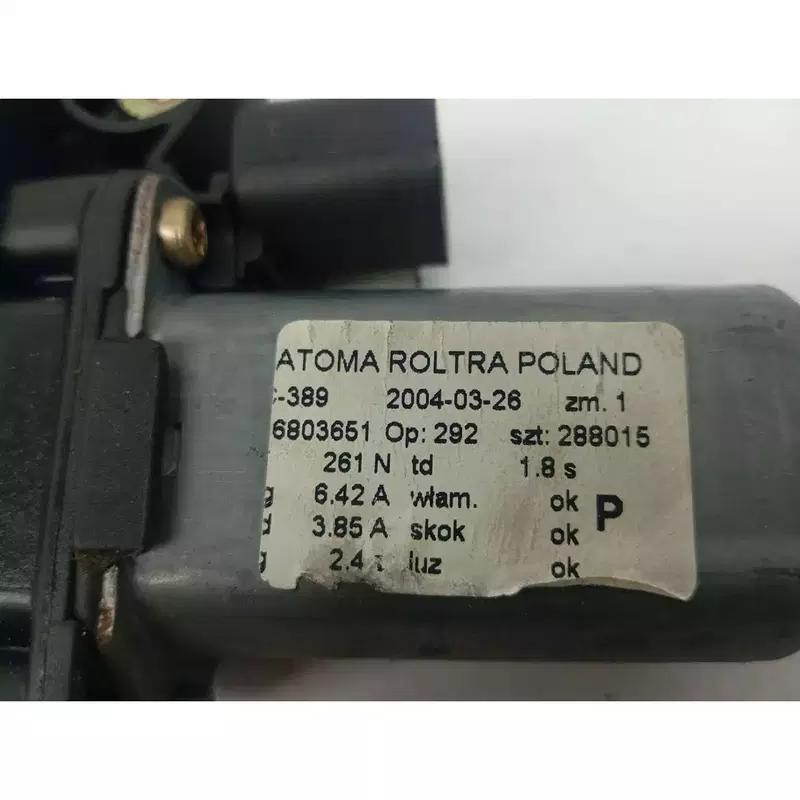 ATOMA ROLTRA POLAND
-389 2004-03-26 zm. 1
6803651 Op: 292 szt: 288015
261 N td 1.8 s
g 6.42 A włam. ok P
3.85 A skok ok
g 2.4 luz ok